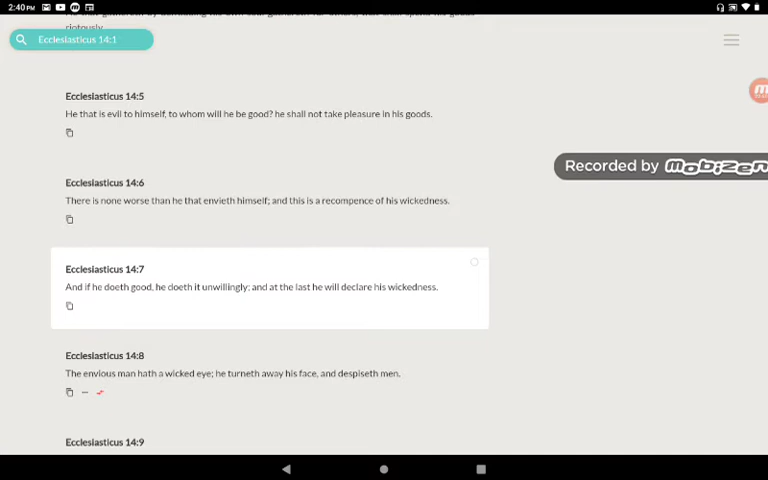 2:40 PM
riotously.
Ecclesiasticus 14:1
Ecclesiasticus 14:5
He that is evil to himself, to whom will he be good? he shall not take pleasure in his goods.
Recorded by mobizen
Ecclesiasticus 14:6
There is none worse than he that envieth himself; and this is a recompence of his wickedness.
Ecclesiasticus 14:7
And if he doeth good, he doeth it unwillingly; and at the last he will declare his wickedness.
Ecclesiasticus 14:8
The envious man hath a wicked eye; he turneth away his face, and despiseth men.
Ecclesiasticus 14:9